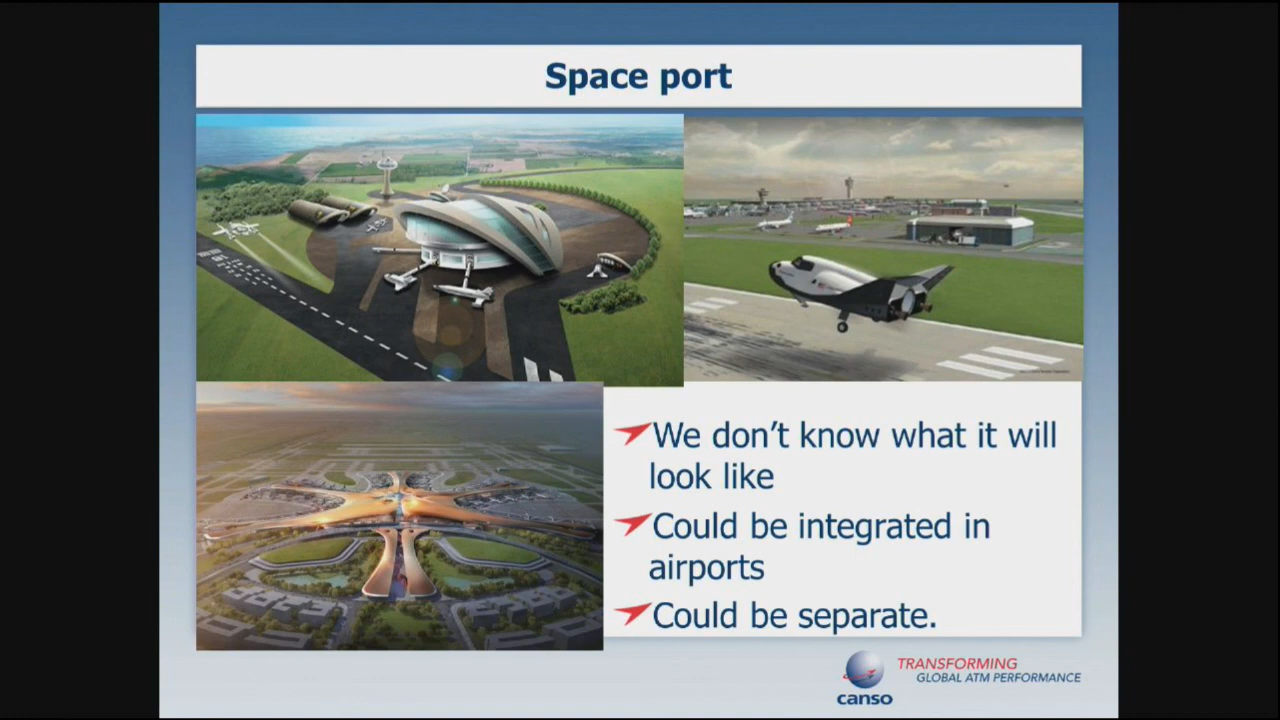 Space port
We don't know what it will
look like
Could be integrated in
airports
Could be separate.
TRANSFORMING
GLOBAL ATM PERFORMANCE
canso